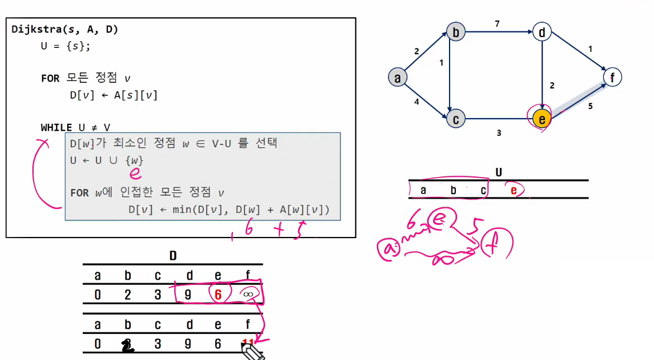 Dijkstra(s, A, D)
U = {s};
FOR 모든 정점 v
D[v] ← A[s][v]
WHILE U ≠ V
D[w]가 최소인 정점 w ∈ V-U 를 선택
U ← U ∪ {w}
e
FOR w에 인접한 모든 정점 v
D[v] ← min(D[v], D[w] + A[w][v])
6 + 5
D
a b c d e f
0 2 3 9 6 ∞
a b c d e f
0 2 3 9 6 11
7
b d
2 1 1
a 2 f
4 5
c e
3
U
a b c e
6 e 5
a f
∞